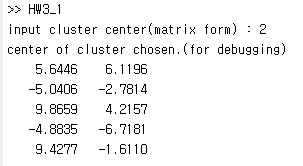 >> HW3_1
input cluster center(matrix form) : 2
center of cluster chosen.(for debugging)
5.6446 6.1196
-5.0406 -2.7814
9.8659 4.2157
-4.8835 -6.7181
9.4277 -1.6110